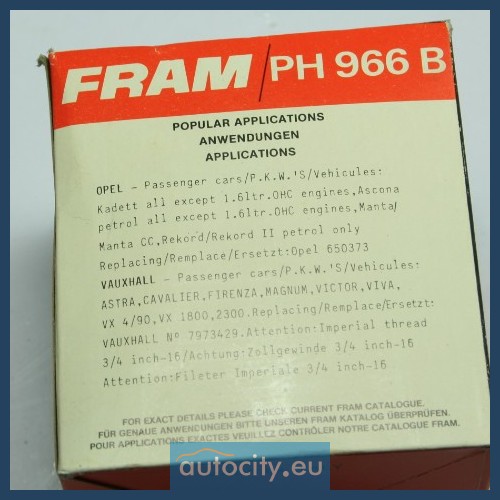 FRAM / PH 966 B
POPULAR APPLICATIONS
ANWENDUNGEN
APPLICATIONS
OPEL - Passenger cars/P.K.W.'S/Vehicules:
Kadett all except 1.6ltr.OHC engines,Ascona
petrol all except 1.6ltr.OHC engines,Manta/
Manta CC,Rekord/Rekord II petrol only
Replacing/Remplace/Ersetzt:Opel 650373
VAUXHALL - Passenger cars/P.K.W.'S/Vehicules:
ASTRA,CAVALIER,FIRENZA,MAGNUM,VICTOR,VIVA,
VX 4/90,VX 1800,2300.Replacing/Remplace/Ersetzt:
VAUXHALL Nº 7973429.Attention:Imperial thread
3/4 inch-16/Achtung:Zollgewinde 3/4 inch-16
Attention:Fileter Imperiale 3/4 inch-16
FOR EXACT DETAILS PLEASE CHECK CURRENT FRAM CATALOGUE.
FÜR GENAUE ANWENDUNGEN BITTE UNSEREN FRAM KATALOG ÜBERPRÜFEN.
POUR APPLICATIONS EXACTES VEUILLEZ CONTRÔLER NOTRE CATALOGUE FRAM.
autocity.eu